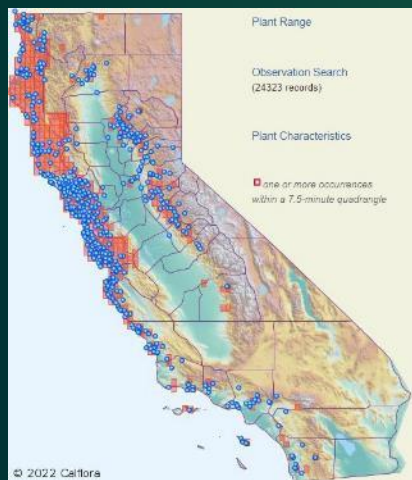 Plant Range
Observation Search
(24323 records)
Plant Characteristics
one or more occurrences
within a 7.5-minute quadrangle
© 2022 Calflora